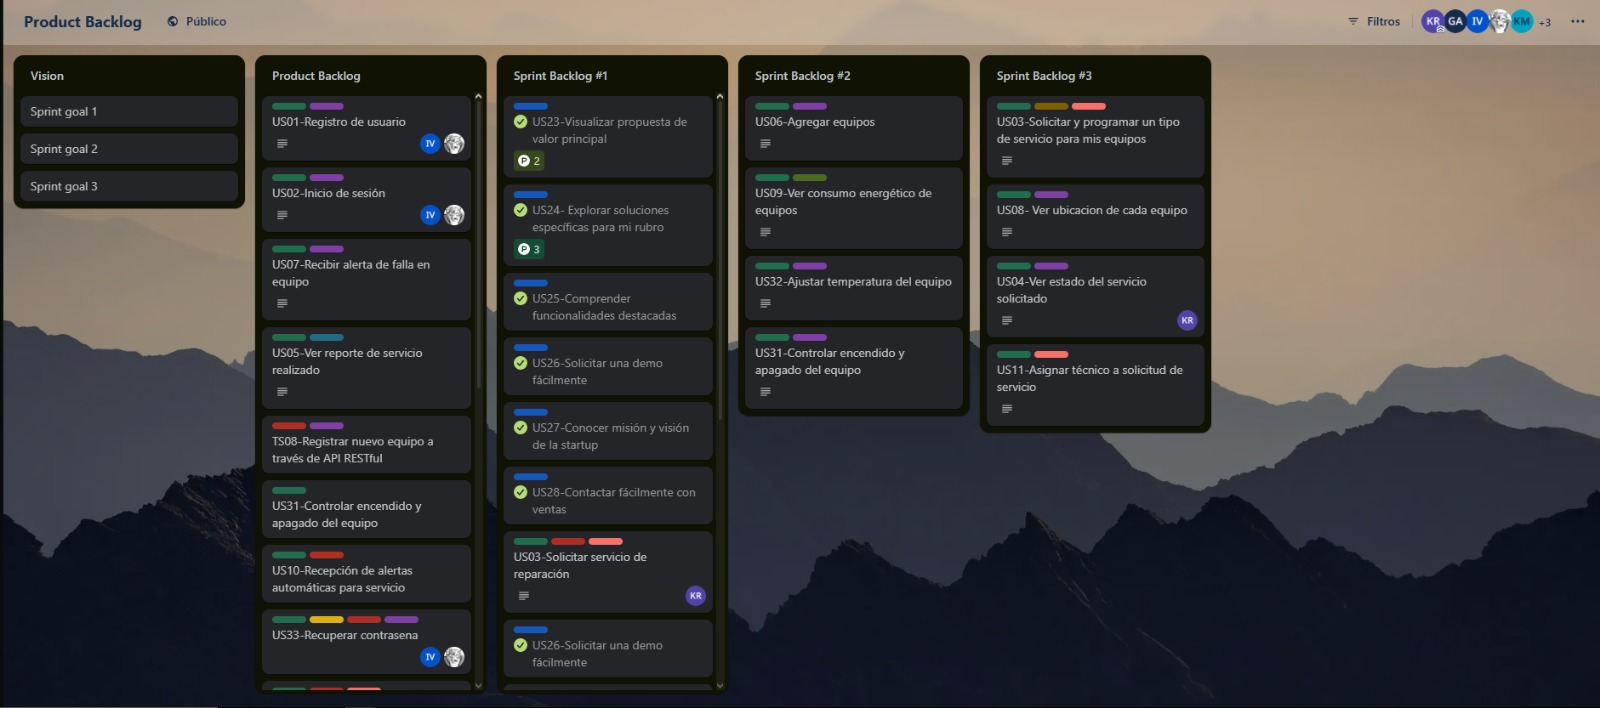 Product Backlog
Público
Filtros
KR
GA
IV
KM
+3
Vision
Sprint goal 1
Sprint goal 2
Sprint goal 3
Product Backlog
US01-Registro de usuario
IV
US02-Inicio de sesión
IV
US07-Recibir alerta de falla en
equipo
US05-Ver reporte de servicio
realizado
TS08-Registrar nuevo equipo a
través de API RESTful
US31-Controlar encendido y
apagado del equipo
US10-Recepción de alertas
automáticas para servicio
US33-Recuperar contrasena
IV
Sprint Backlog #1
US23-Visualizar propuesta de
valor principal
P 2
US24- Explorar soluciones
específicas para mi rubro
P 3
US25-Comprender
funcionalidades destacadas
US26-Solicitar una demo
fácilmente
US27-Conocer misión y visión
de la startup
US28-Contactar fácilmente con
ventas
US03-Solicitar servicio de
reparación
KR
US26-Solicitar una demo
fácilmente
Sprint Backlog #2
US06-Agregar equipos
US09-Ver consumo energético de
equipos
US32-Ajustar temperatura del equipo
US31-Controlar encendido y
apagado del equipo
Sprint Backlog #3
US03-Solicitar y programar un tipo
de servicio para mis equipos
US08- Ver ubicacion de cada equipo
US04-Ver estado del servicio
solicitado
KR
US11-Asignar técnico a solicitud de
servicio